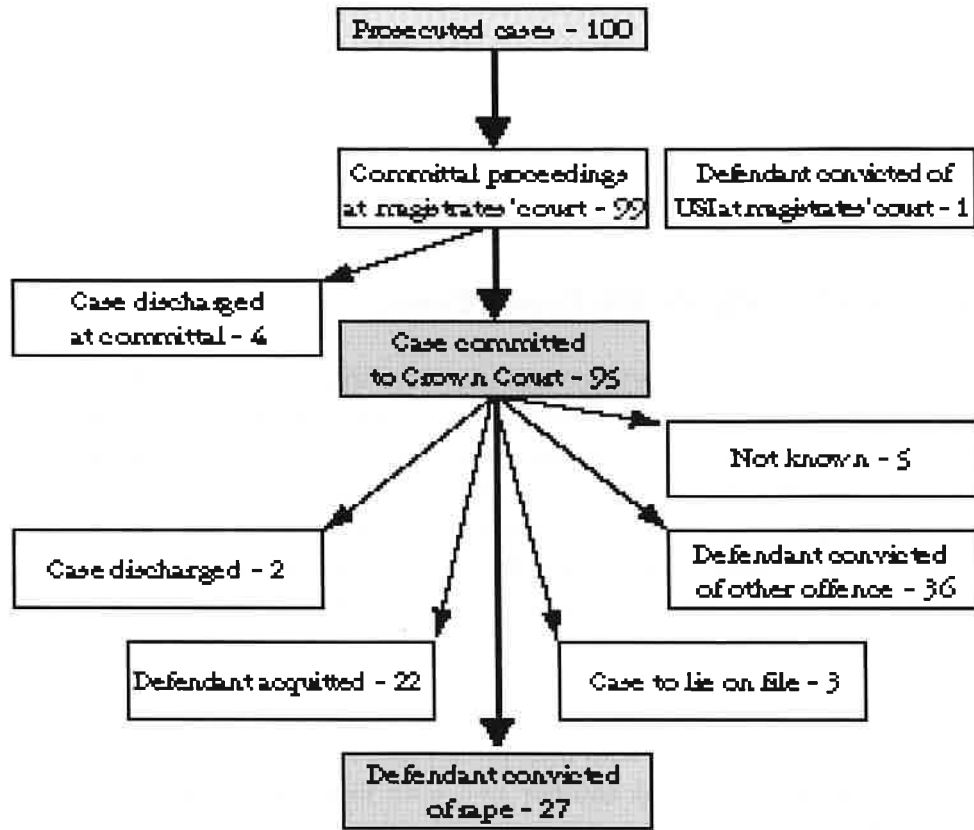 Prosecuted cases - 100
Committal proceedings
at magistrates' court - 99
Defendant convicted of
USI at magistrates' court - 1
Case discharged
at committal - 4
Case committed
to Crown Court - 95
Not known - 5
Case discharged - 2
Defendant convicted
of other offence - 36
Defendant acquitted - 22
Case to lie on file - 3
Defendant convicted
of rape - 27